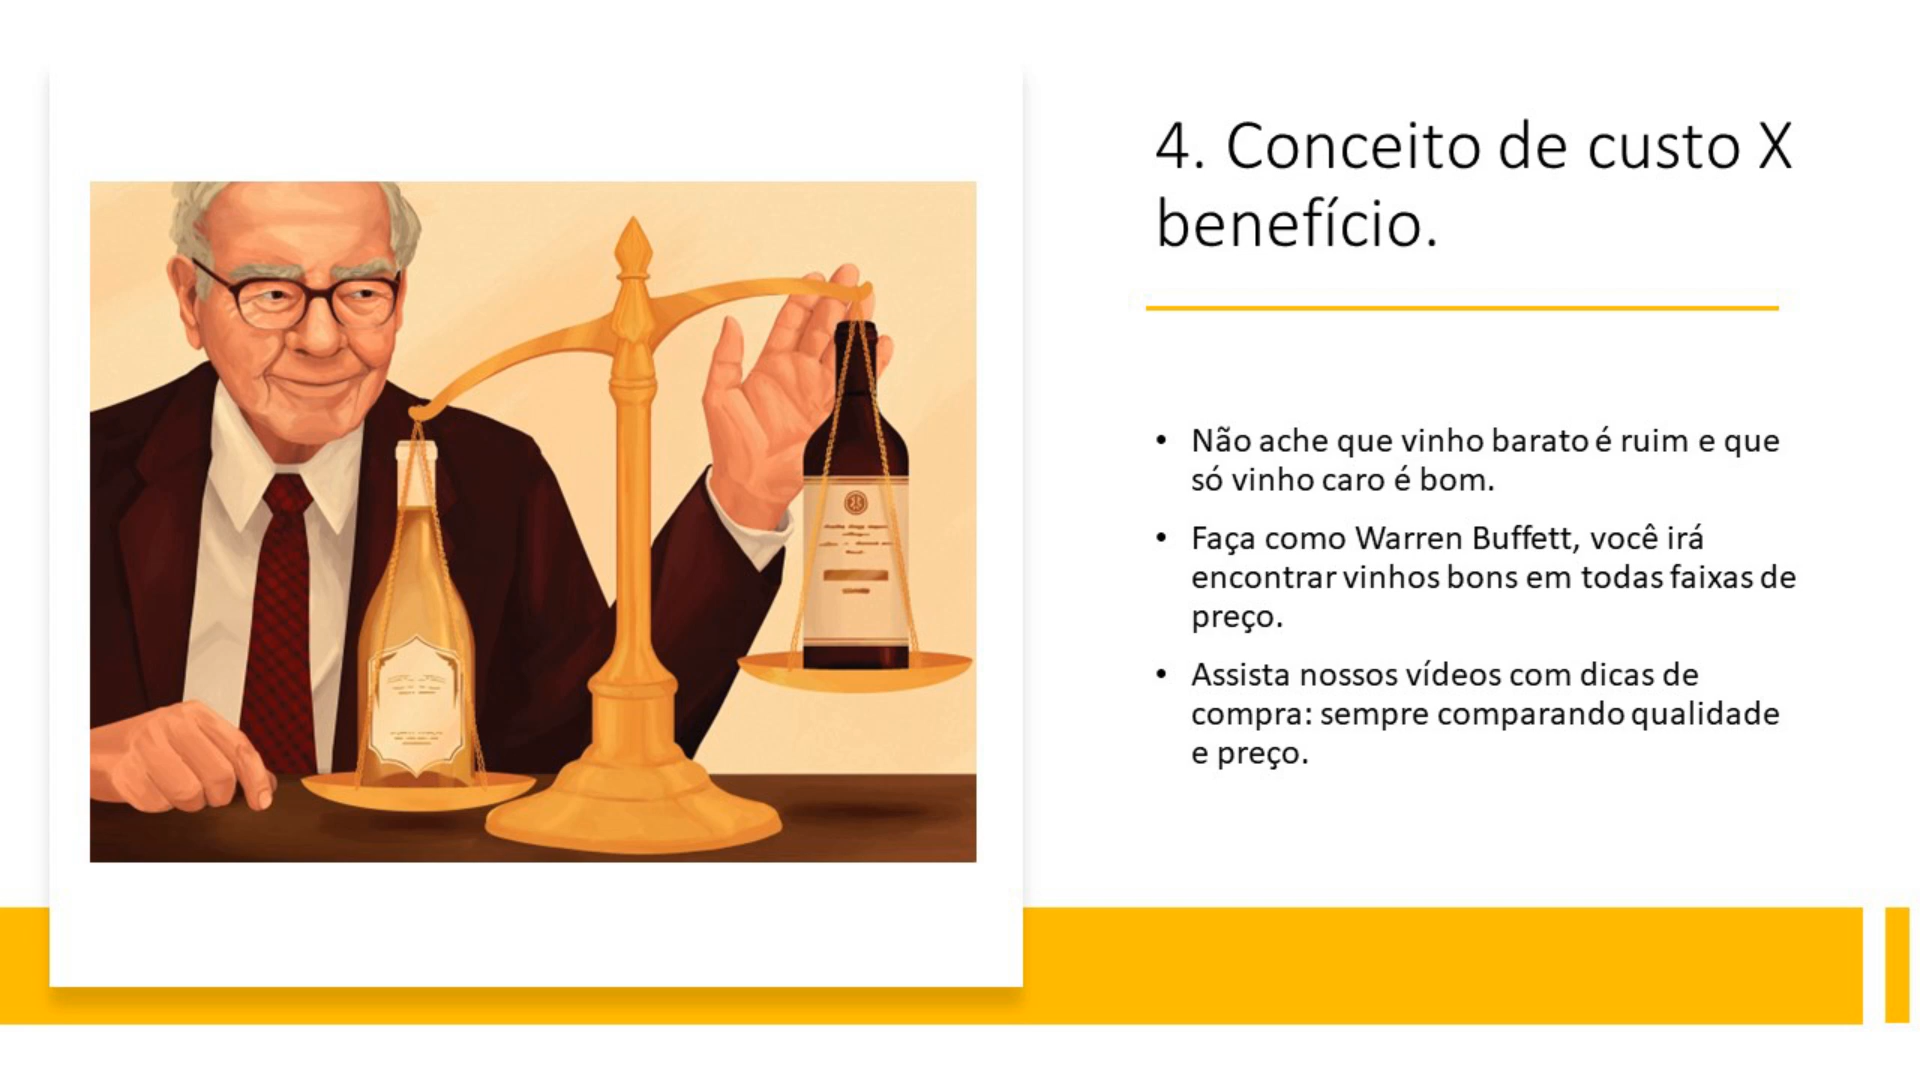 4. Conceito de custo X
benefício.
• Não ache que vinho barato é ruim e que
só vinho caro é bom.
• Faça como Warren Buffett, você irá
encontrar vinhos bons em todas faixas de
preço.
• Assista nossos vídeos com dicas de
compra: sempre comparando qualidade
e preço.